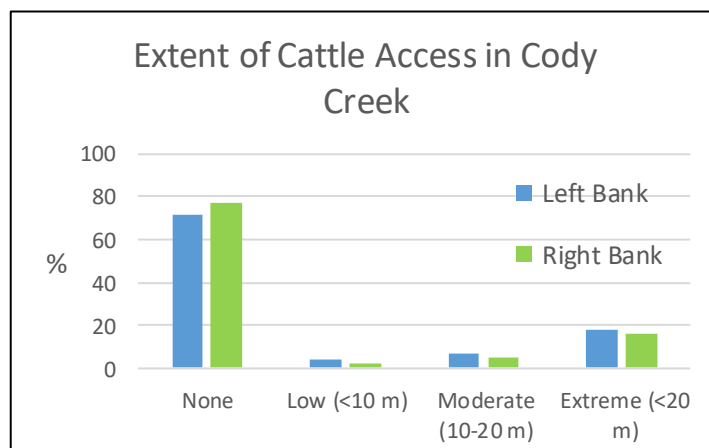 Extent of Cattle Access in Cody
Creek
100
80
60
40
20
0
%
Left Bank
Right Bank
None
Low (<10 m)
Moderate
(10-20 m)
Extreme (<20
m)